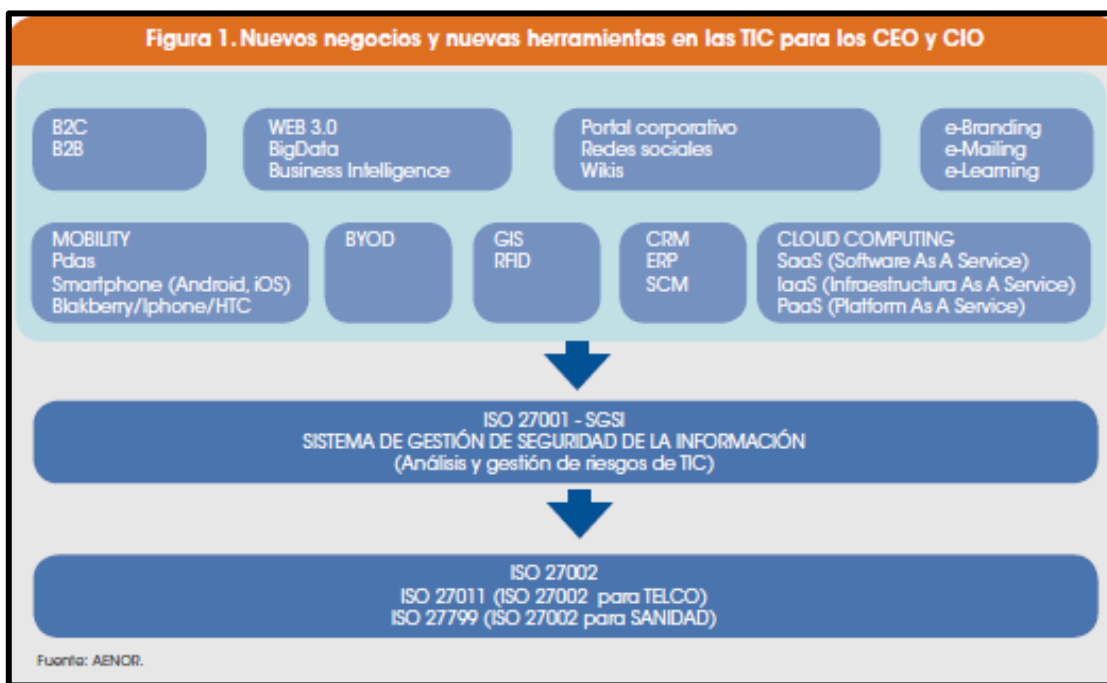 Figura 1. Nuevos negocios y nuevas herramientas en las TIC para los CEO y CIO
B2C
B2B
WEB 3.0
BigData
Business Intelligence
Portal corporativo
Redes sociales
Wikis
e-Branding
e-Mailing
e-Learning
MOBILITY
Pdas
Smartphone (Android, iOS)
Blakberry/Iphone/HTC
BYOD
GIS
RFID
CRM
ERP
SCM
CLOUD COMPUTING
SaaS (Software As A Service)
IaaS (Infraestructura As A Service)
PaaS (Platform As A Service)
ISO 27001 - SGSI
SISTEMA DE GESTIÓN DE SEGURIDAD DE LA INFORMACIÓN
(Análisis y gestión de riesgos de TIC)
ISO 27002
ISO 27011 (ISO 27002 para TELCO)
ISO 27799 (ISO 27002 para SANIDAD)
Fuente: AENOR.